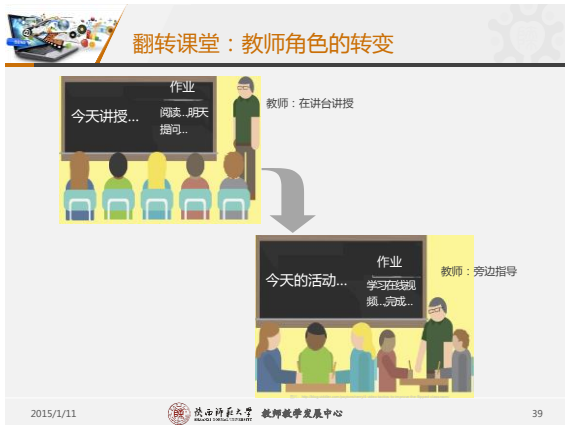 翻转课堂：教师角色的转变
今天讲授...
作业
阅读...明天
提问...
教师：在讲台讲授
今天的活动...
作业
学习在线视
频...完成...
教师：旁边指导
2015/1/11
陕西师范大学
教师教学发展中心
39